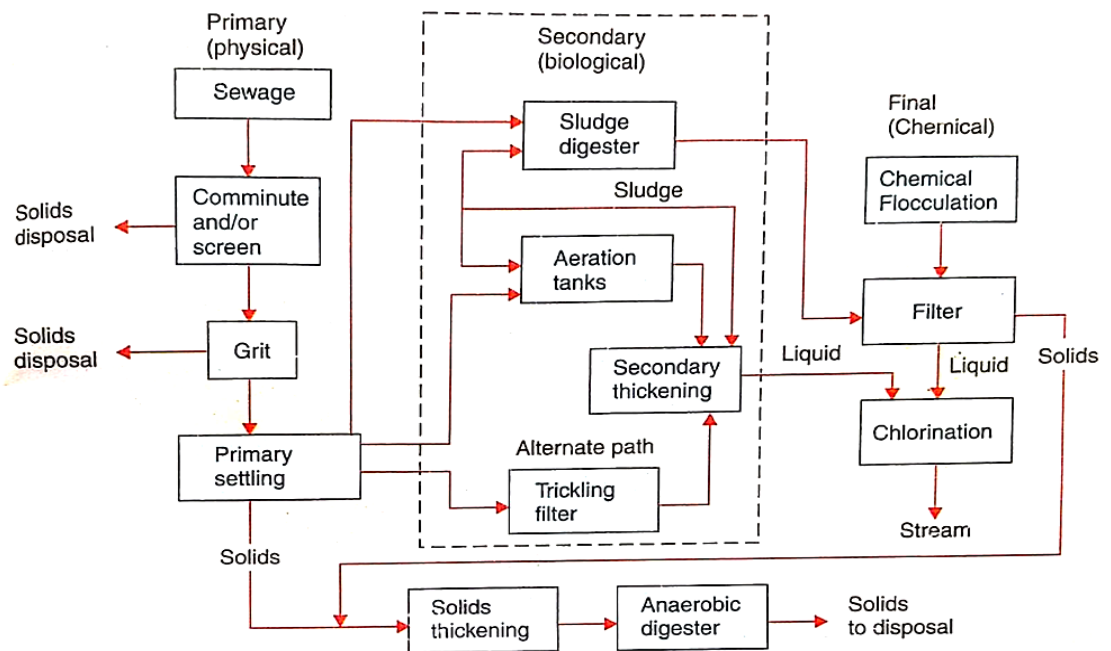 Primary
(physical)
Sewage
Comminute
and/or
screen
Solids
disposal
Grit
Solids
disposal
Primary
settling
Solids
Secondary
(biological)
Sludge
digester
Sludge
Aeration
tanks
Secondary
thickening
Alternate path
Trickling
filter
Liquid
Final
(Chemical)
Chemical
Flocculation
Filter
Liquid
Solids
Chlorination
Stream
Solids
thickening
Anaerobic
digester
Solids
to disposal